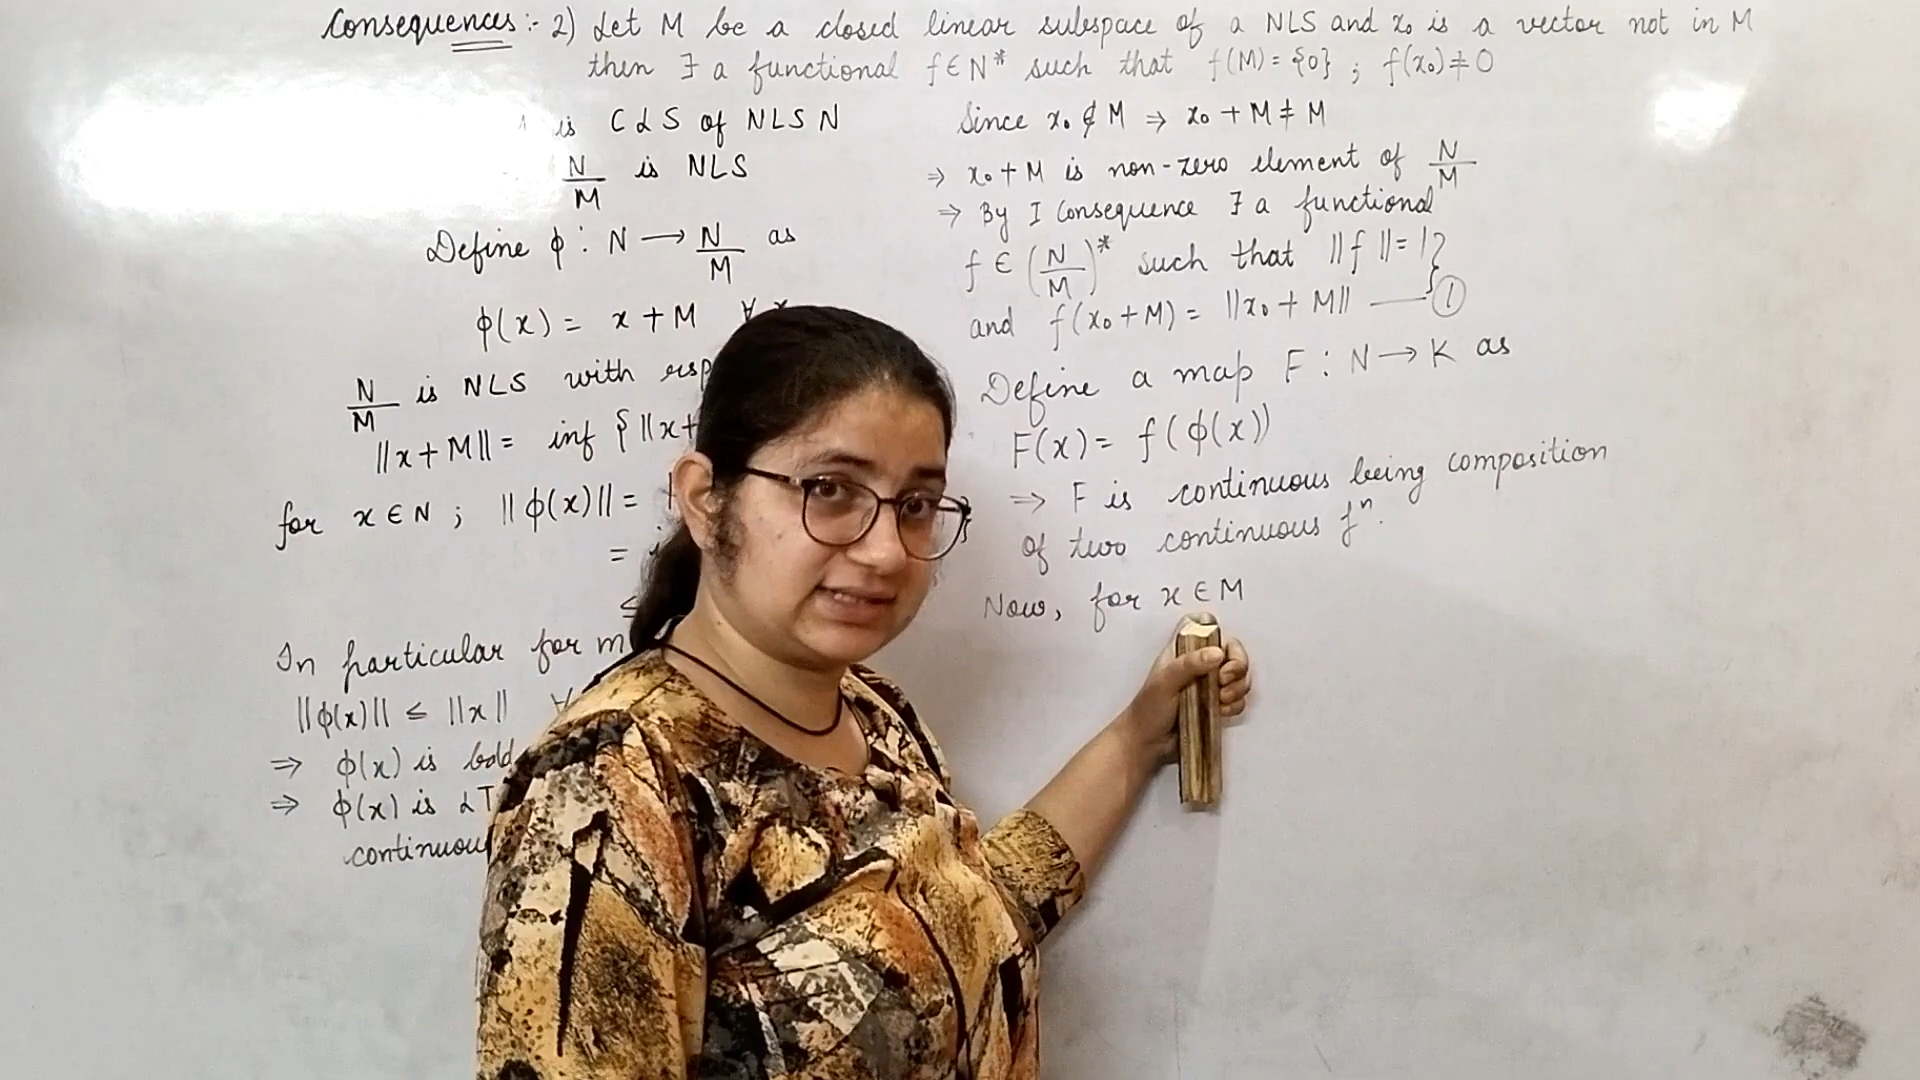 Consequences :- 2) Let M be a closed linear subspace of a NLS and x₀ is a vector not in M
then ∃ a functional f ∈ N* such that f(M) = {0} ; f(x₀) ≠ 0
is CLS of NLS N
N/M is NLS
Define ϕ : N → N/M as
ϕ(x) = x + M ∀ x
N/M is NLS with resp
||x + M|| = inf { ||x +
for x ∈ N ; ||ϕ(x)|| =
=
≤
In particular for m
||ϕ(x)|| ≤ ||x|| ∀
⇒ ϕ(x) is bdd
⇒ ϕ(x) is LT
continuou
Since x₀ ∉ M ⇒ x₀ + M ≠ M
⇒ x₀ + M is non-zero element of N/M
⇒ By I Consequence ∃ a functional
f ∈ (N/M)* such that ||f|| = 1 }
and f(x₀ + M) = ||x₀ + M|| —— ①
Define a map F : N → K as
F(x) = f(ϕ(x))
⇒ F is continuous being composition
of two continuous fⁿ.
Now, for x ∈ M